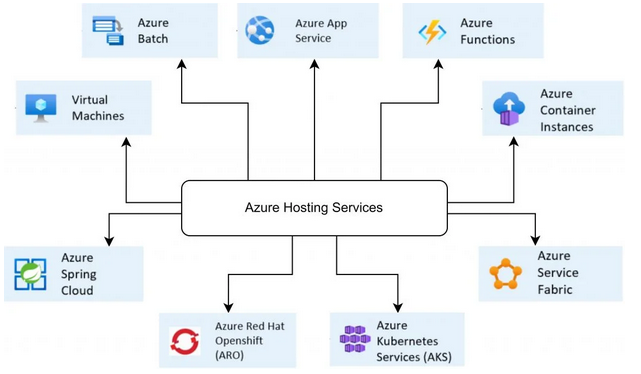 Azure
Batch
Azure App
Service
Azure
Functions
Virtual
Machines
Azure
Container
Instances
Azure Hosting Services
Azure
Spring
Cloud
Azure
Service
Fabric
Azure Red Hat
Openshift
(ARO)
Azure
Kubernetes
Services (AKS)